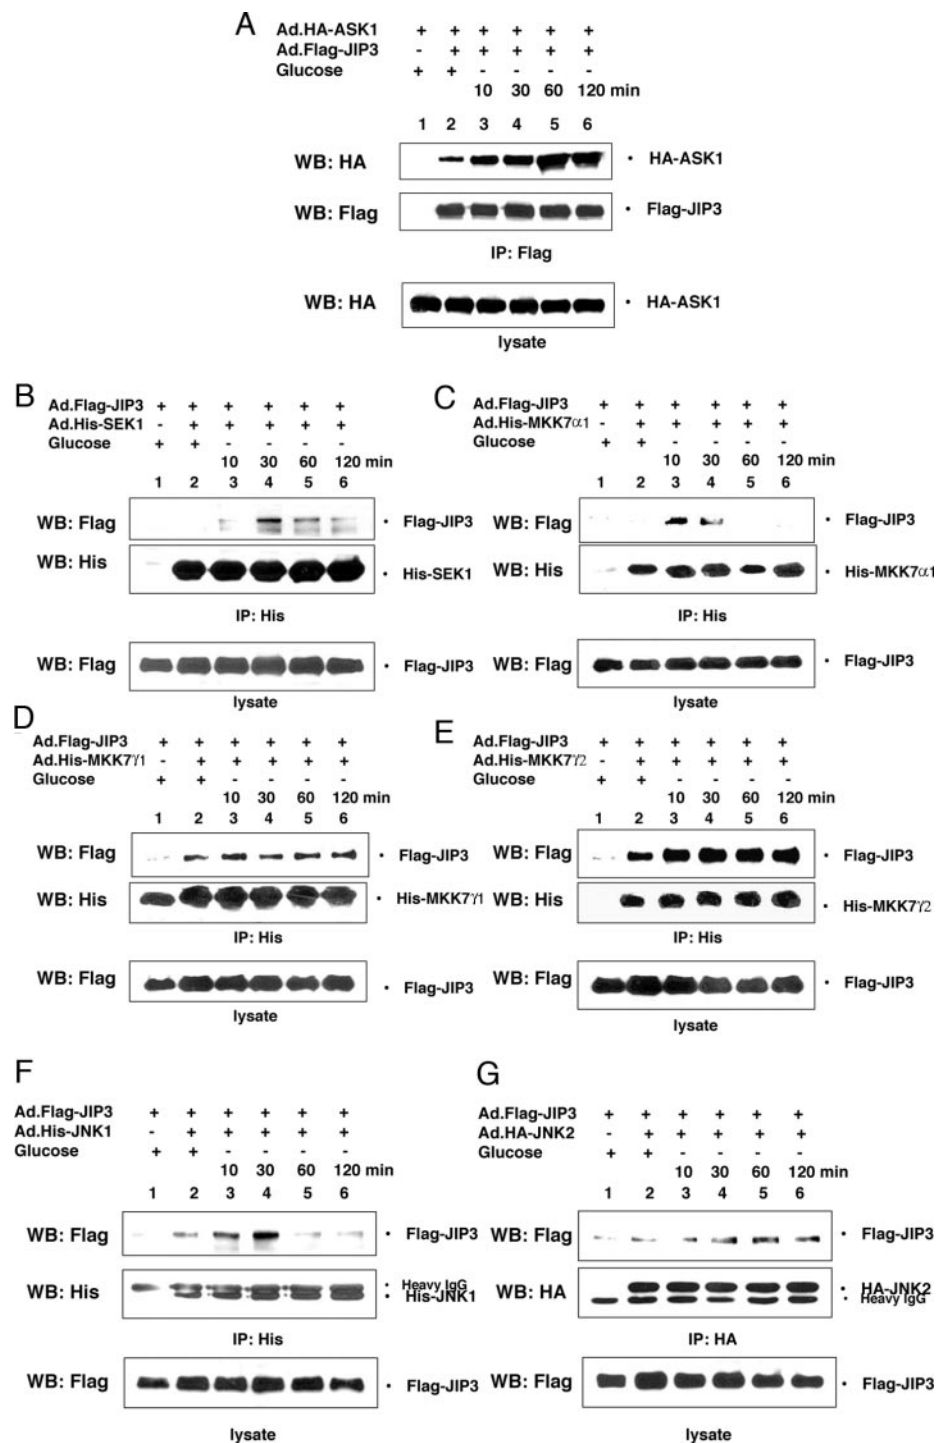 A
Ad.HA-ASK1 + + + + + +
Ad.Flag-JIP3 - + + + + +
Glucose + + - - - -
10 30 60 120 min
1 2 3 4 5 6
WB: HA • HA-ASK1
WB: Flag • Flag-JIP3
IP: Flag
WB: HA • HA-ASK1
lysate
B
Ad.Flag-JIP3 + + + + + +
Ad.His-SEK1 - + + + + +
Glucose + + - - - -
10 30 60 120 min
1 2 3 4 5 6
WB: Flag • Flag-JIP3
WB: His • His-SEK1
IP: His
WB: Flag • Flag-JIP3
lysate
C
Ad.Flag-JIP3 + + + + + +
Ad.His-MKK7α1 - + + + + +
Glucose + + - - - -
10 30 60 120 min
1 2 3 4 5 6
WB: Flag • Flag-JIP3
WB: His • His-MKK7α1
IP: His
WB: Flag • Flag-JIP3
lysate
D
Ad.Flag-JIP3 + + + + + +
Ad.His-MKK7γ1 - + + + + +
Glucose + + - - - -
10 30 60 120 min
1 2 3 4 5 6
WB: Flag • Flag-JIP3
WB: His • His-MKK7γ1
IP: His
WB: Flag • Flag-JIP3
lysate
E
Ad.Flag-JIP3 + + + + + +
Ad.His-MKK7γ2 - + + + + +
Glucose + + - - - -
10 30 60 120 min
1 2 3 4 5 6
WB: Flag • Flag-JIP3
WB: His • His-MKK7γ2
IP: His
WB: Flag • Flag-JIP3
lysate
F
Ad.Flag-JIP3 + + + + + +
Ad.His-JNK1 - + + + + +
Glucose + + - - - -
10 30 60 120 min
1 2 3 4 5 6
WB: Flag • Flag-JIP3
Heavy IgG
WB: His • His-JNK1
IP: His
WB: Flag • Flag-JIP3
lysate
G
Ad.Flag-JIP3 + + + + + +
Ad.HA-JNK2 - + + + + +
Glucose + + - - - -
10 30 60 120 min
1 2 3 4 5 6
WB: Flag • Flag-JIP3
WB: HA • HA-JNK2
• Heavy IgG
IP: HA
WB: Flag • Flag-JIP3
lysate